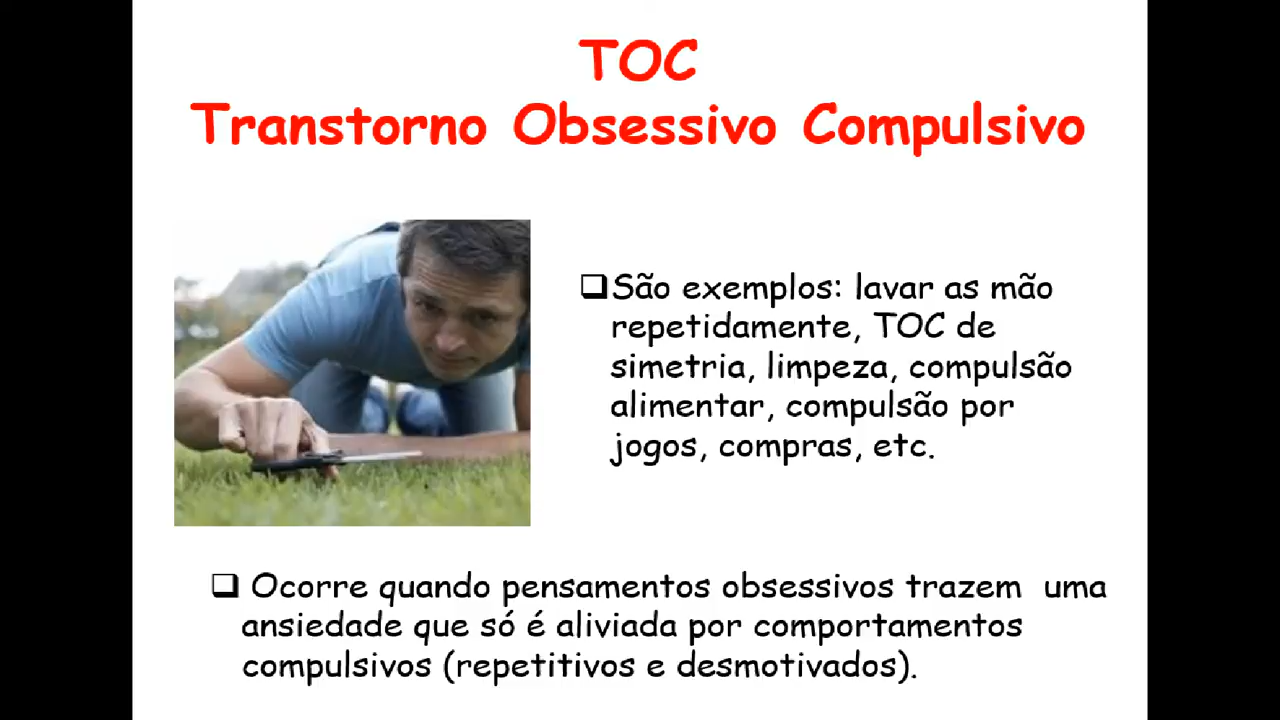 TOC
Transtorno Obsessivo Compulsivo
São exemplos: lavar as mão
repetidamente, TOC de
simetria, limpeza, compulsão
alimentar, compulsão por
jogos, compras, etc.
Ocorre quando pensamentos obsessivos trazem uma
ansiedade que só é aliviada por comportamentos
compulsivos (repetitivos e desmotivados).